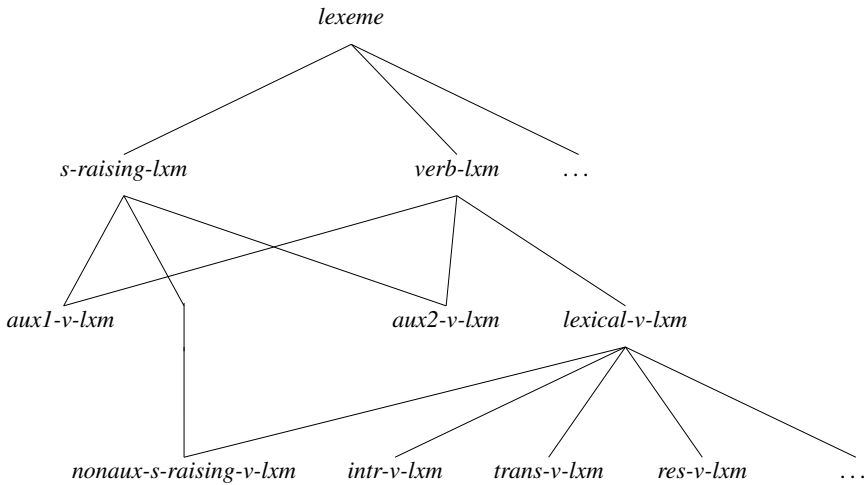 lexeme
s-raising-lxm verb-lxm ...
aux1-v-lxm aux2-v-lxm lexical-v-lxm
nonaux-s-raising-v-lxm intr-v-lxm trans-v-lxm res-v-lxm ...